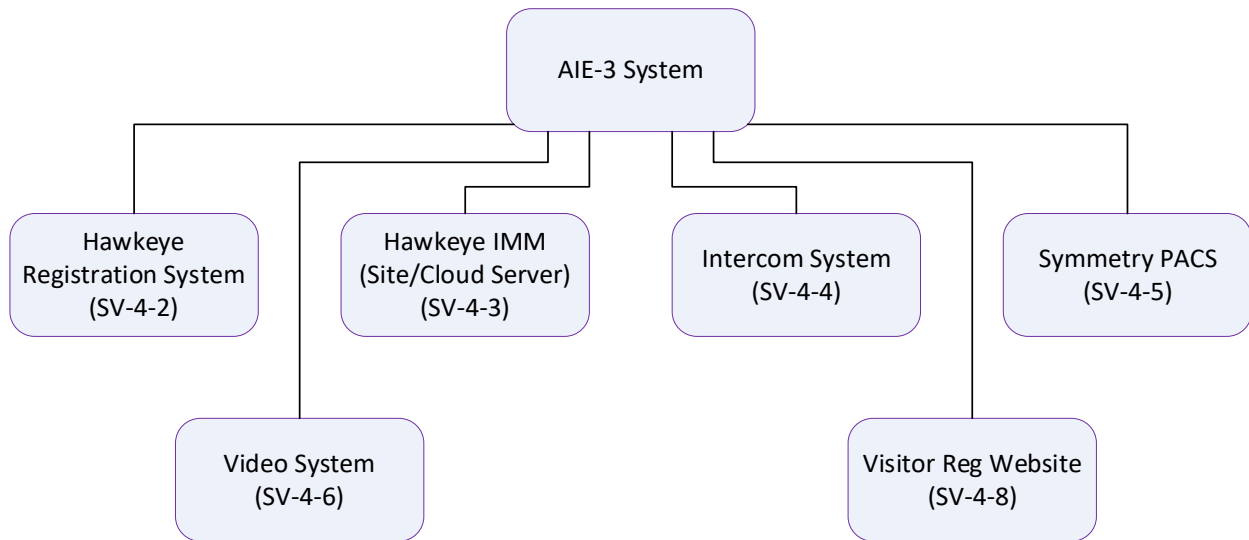 AIE-3 System
Hawkeye
Registration System
(SV-4-2)
Hawkeye IMM
(Site/Cloud Server)
(SV-4-3)
Intercom System
(SV-4-4)
Symmetry PACS
(SV-4-5)
Video System
(SV-4-6)
Visitor Reg Website
(SV-4-8)